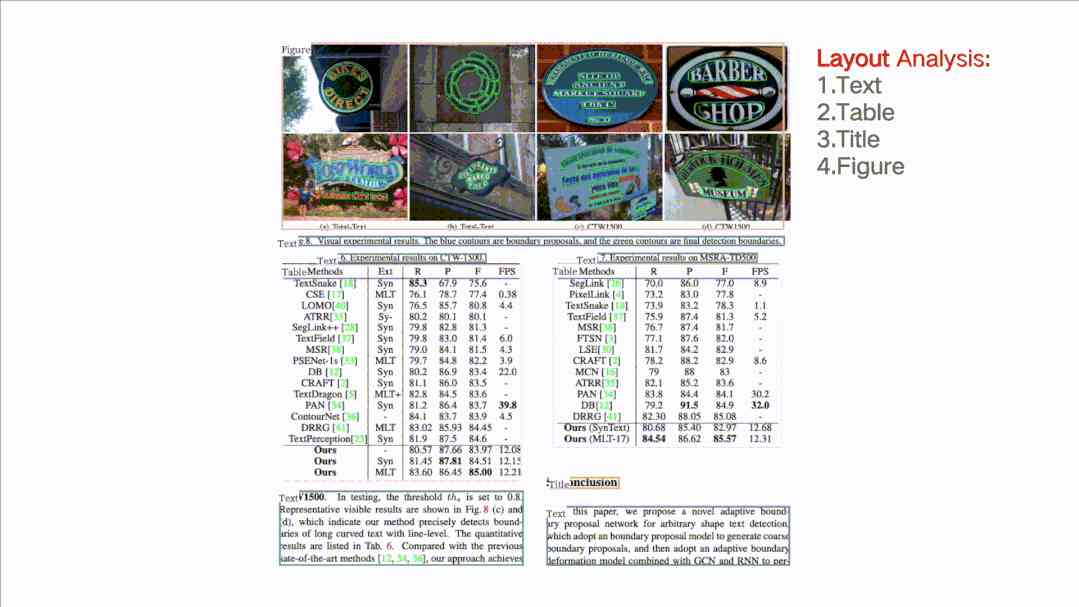 Layout Analysis:
1.Text
2.Table
3.Title
4.Figure
Figure
DIRECT
SITE OF
ANCIENT
MARKET SQUARE
BARBER
SHOP
LOST WORLD
FAMILIES
MUSEUM
(a) Total-Text (b) Total-Text (c) CTW1500 (d) CTW1500
Text g.8. Visual experimental results. The blue contours are boundary proposals, and the green contours are final detection boundaries.
Text 6. Experimental results on CTW-1500.
Table Methods Ext R P F FPS
TextSnake [18] Syn 85.3 67.9 75.6 -
CSE [17] MLT 76.1 78.7 77.4 0.38
LOMO[40] Syn 76.5 85.7 80.8 4.4
ATRR[35] Sy- 80.2 80.1 80.1 -
SegLink++ [28] Syn 79.8 82.8 81.3 -
TextField [37] Syn 79.8 83.0 81.4 6.0
MSR[38] Syn 79.0 84.1 81.5 4.3
PSENet-1s [33] MLT 79.7 84.8 82.2 3.9
DB [12] Syn 80.2 86.9 83.4 22.0
CRAFT [2] Syn 81.1 86.0 83.5 -
TextDragon [5] MLT+ 82.8 84.5 83.6 -
PAN [34] Syn 81.2 86.4 83.7 39.8
ContourNet [36] - 84.1 83.7 83.9 4.5
DRRG [41] MLT 83.02 85.93 84.45 -
TextPerception[23] Syn 81.9 87.5 84.6 -
Ours - 80.57 87.66 83.97 12.08
Ours Syn 81.45 87.81 84.51 12.15
Ours MLT 83.60 86.45 85.00 12.21
Text 1500. In testing, the threshold th_s is set to 0.8.
Representative visible results are shown in Fig. 8 (c) and
(d), which indicate our method precisely detects bound-
aries of long curved text with line-level. The quantitative
results are listed in Tab. 6. Compared with the previous
sate-of-the-art methods [12, 34, 36], our approach achieves
Text 7. Experimental results on MSRA-TD500
Table Methods R P F FPS
SegLink [26] 70.0 86.0 77.0 8.9
PixelLink [4] 73.2 83.0 77.8 -
TextSnake [18] 73.9 83.2 78.3 1.1
TextField [37] 75.9 87.4 81.3 5.2
MSR[38] 76.7 87.4 81.7 -
FTSN [3] 77.1 87.6 82.0 -
LSE[30] 81.7 84.2 82.9 -
CRAFT [2] 78.2 88.2 82.9 8.6
MCN [16] 79 88 83 -
ATRR[35] 82.1 85.2 83.6 -
PAN [34] 83.8 84.4 84.1 30.2
DB[12] 79.2 91.5 84.9 32.0
DRRG [41] 82.30 88.05 85.08 -
Ours (SynText) 80.68 85.40 82.97 12.68
Ours (MLT-17) 84.54 86.62 85.57 12.31
Title onclusion
Text this paper, we propose a novel adaptive bound-
ary proposal network for arbitrary shape text detection,
which adopt an boundary proposal model to generate coarse
boundary proposals, and then adopt an adaptive boundary
deformation model combined with GCN and RNN to per-